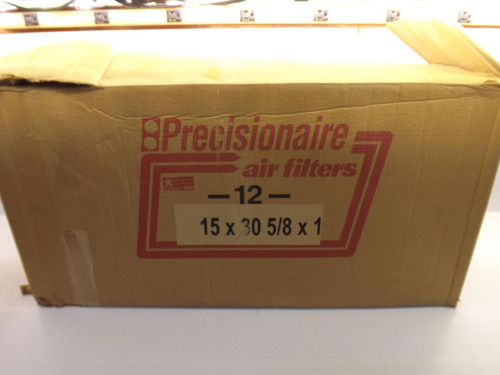 Precisionaire
air filters
— 12 —
15 x 30 5/8 x 1